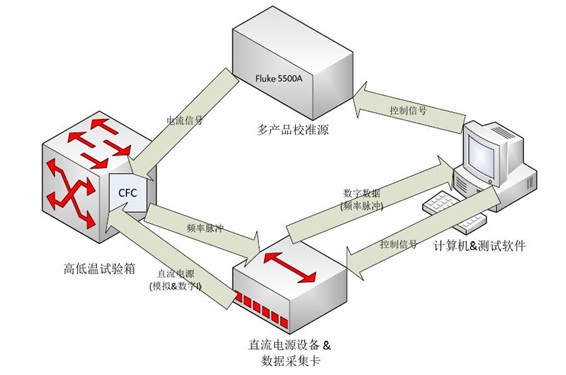 Fluke 5500A
多产品校准源
电流信号
控制信号
CFC
高低温试验箱
频率脉冲
数字数据
(频率脉冲)
控制信号
计算机&测试软件
直流电源
(模拟&数字I)
直流电源设备 &
数据采集卡